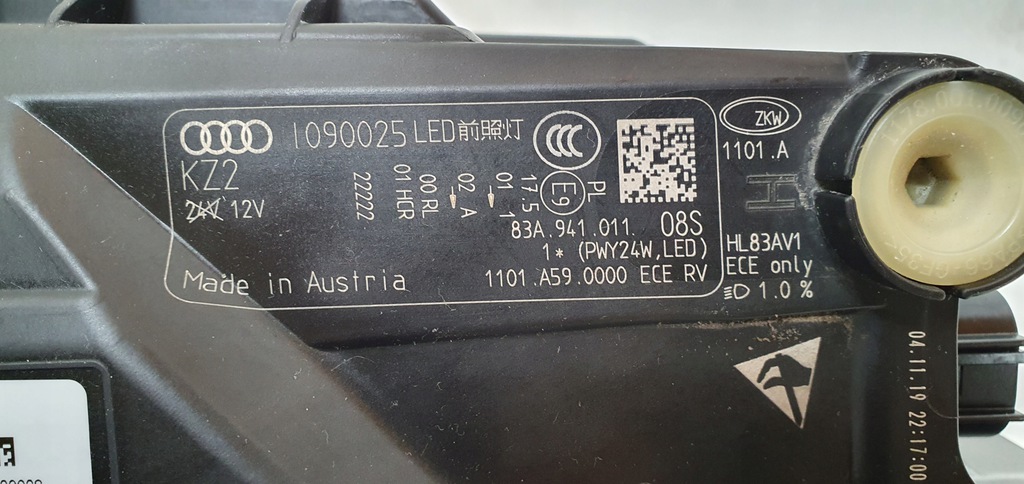 I090025 LED前照灯
KZ2
24V 12V
22222
01 HCR
00 RL
02 A
01 1
17.5
E9
PL
83A.941.011. 08S
1* (PWY24W,LED)
1101.A59.0000 ECE RV
Made in Austria
ZKW
1101.A
HL83AV1
ECE only
1.0 %
04.11.19 22:17:00